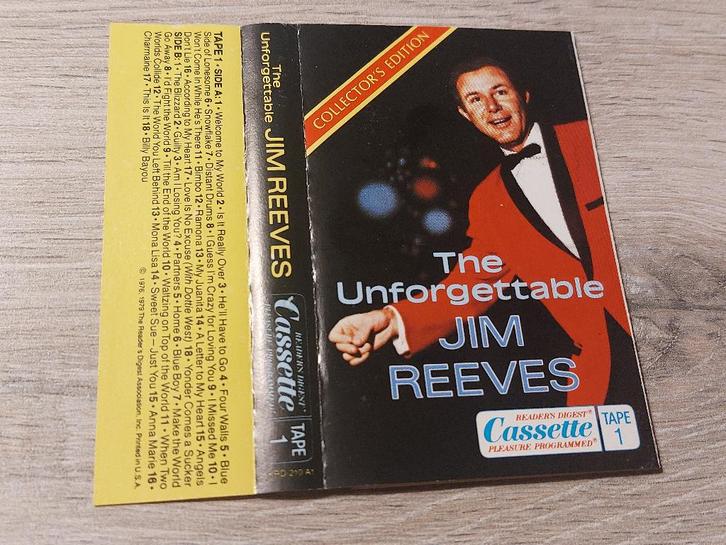 TAPE 1 • SIDE A: 1 • Welcome to My World 2 • Is It Really Over 3 • He'll Have to Go 4 • Four Walls 5 • Blue
Side of Lonesome 6 • Snowflake 7 • Distant Drums 8 • I Guess I'm Crazy for Loving You 9 • I Missed Me 10 • I
Won't Come In While He's There 11 • Bimbo 12 • Ramona 13 • My Juanita 14 • A Letter to My Heart 15 • Angels
Don't Lie 16 • According to My Heart 17 • Love Is No Excuse (With Dottie West) 18 • Yonder Comes a Sucker
SIDE B: 1 • The Blizzard 2 • Guilty 3 • Am I Losing You? 4 • Partners 5 • Home 6 • Blue Boy 7 • Make the World
Go Away 8 • I'd Fight the World 9 • Till the End of the World 10 • Waltzing on Top of the World 11 • When Two
Worlds Collide 12 • The World You Left Behind 13 • Mona Lisa 14 • Sweet Sue—Just You 15 • Anna Marie 16 •
Charmaine 17 • This Is It 18 • Billy Bayou
© 1976, 1979 The Reader's Digest Association, Inc. Printed in U.S.A.
The
Unforgettable JIM REEVES
READER'S DIGEST®
Cassette
PLEASURE PROGRAMMED®
TAPE
1
COLLECTOR'S EDITION
The
Unforgettable
JIM
REEVES
READER'S DIGEST®
Cassette
PLEASURE PROGRAMMED®
TAPE
1